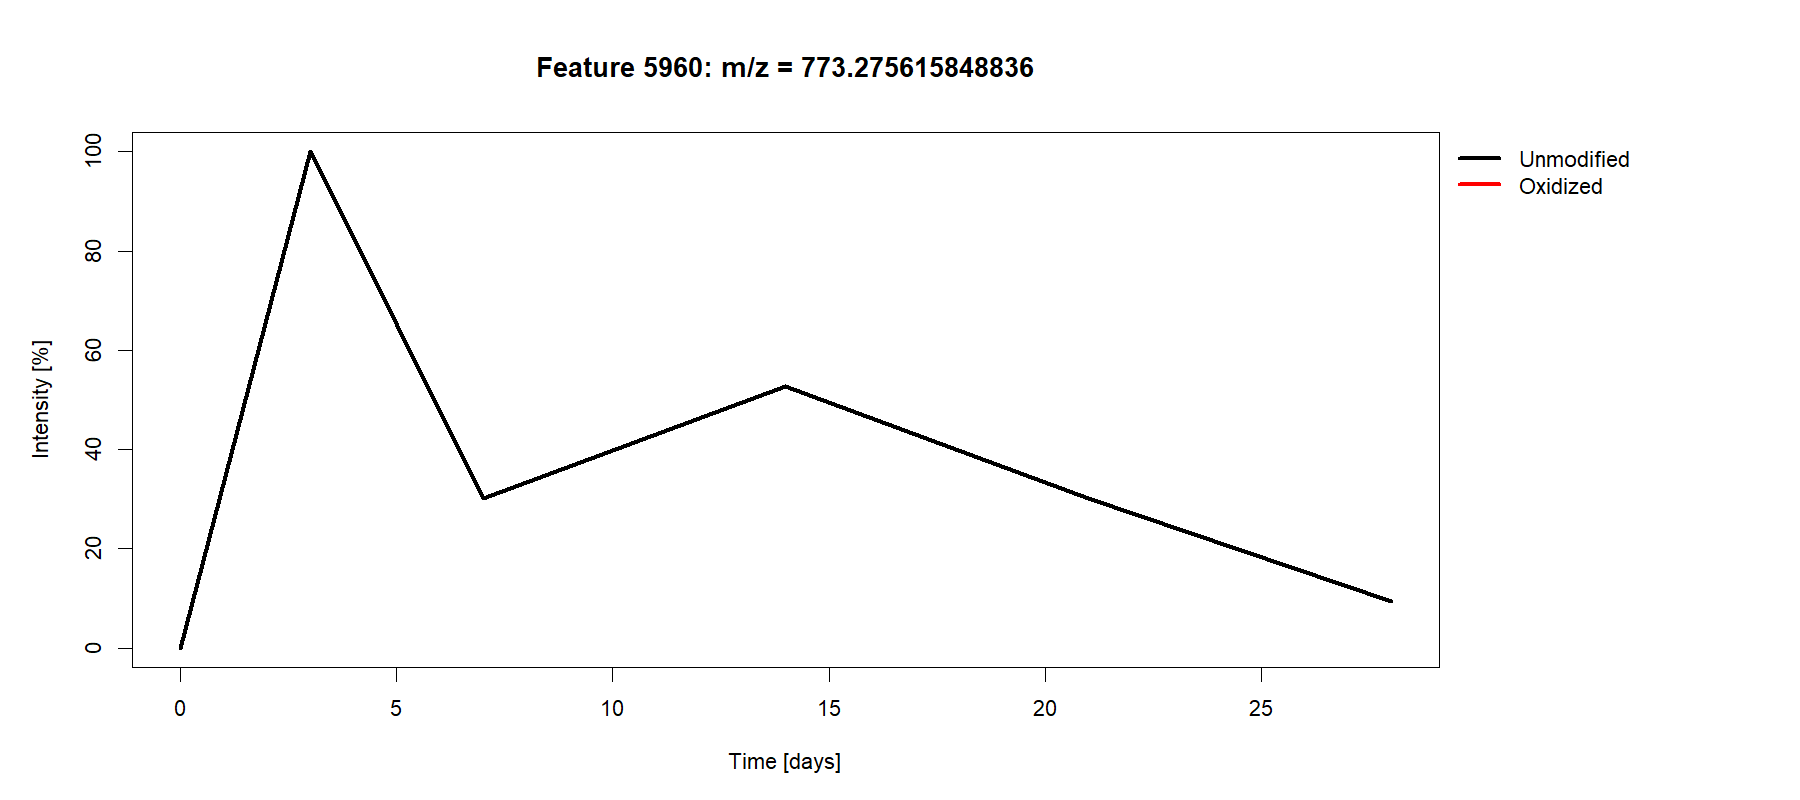 Feature 5960: m/z = 773.275615848836
Unmodified
Oxidized
100
80
60
40
20
0
Intensity [%]
0 5 10 15 20 25
Time [days]